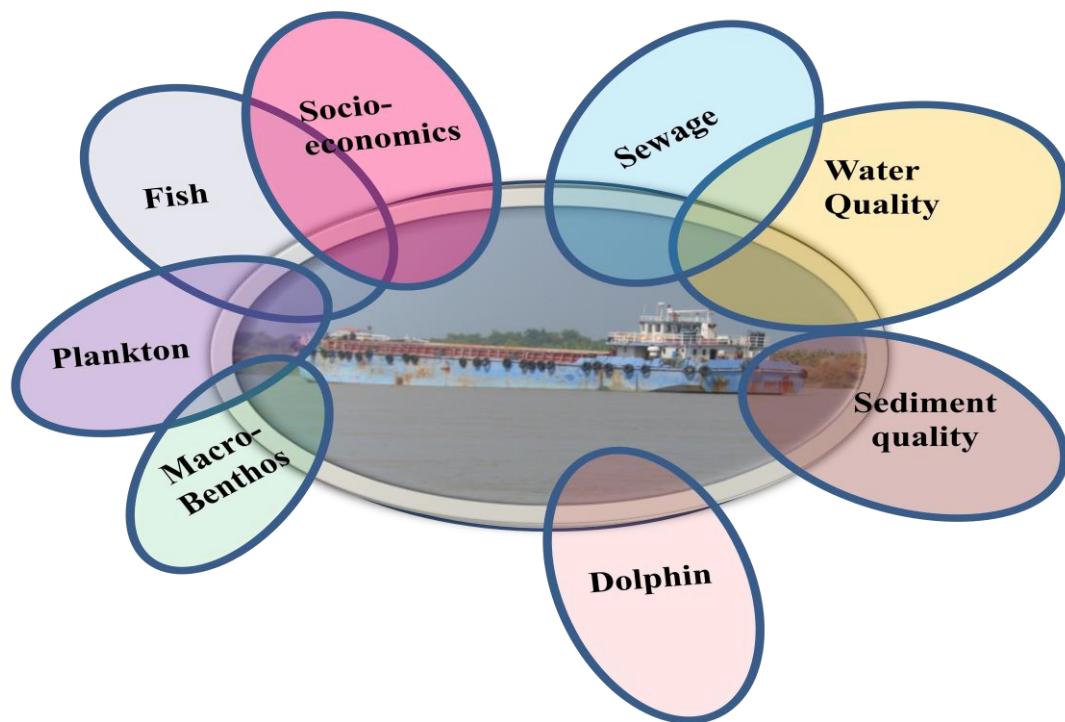 Socio-
economics
Sewage
Water
Quality
Fish
Plankton
Sediment
quality
Macro-
Benthos
Dolphin